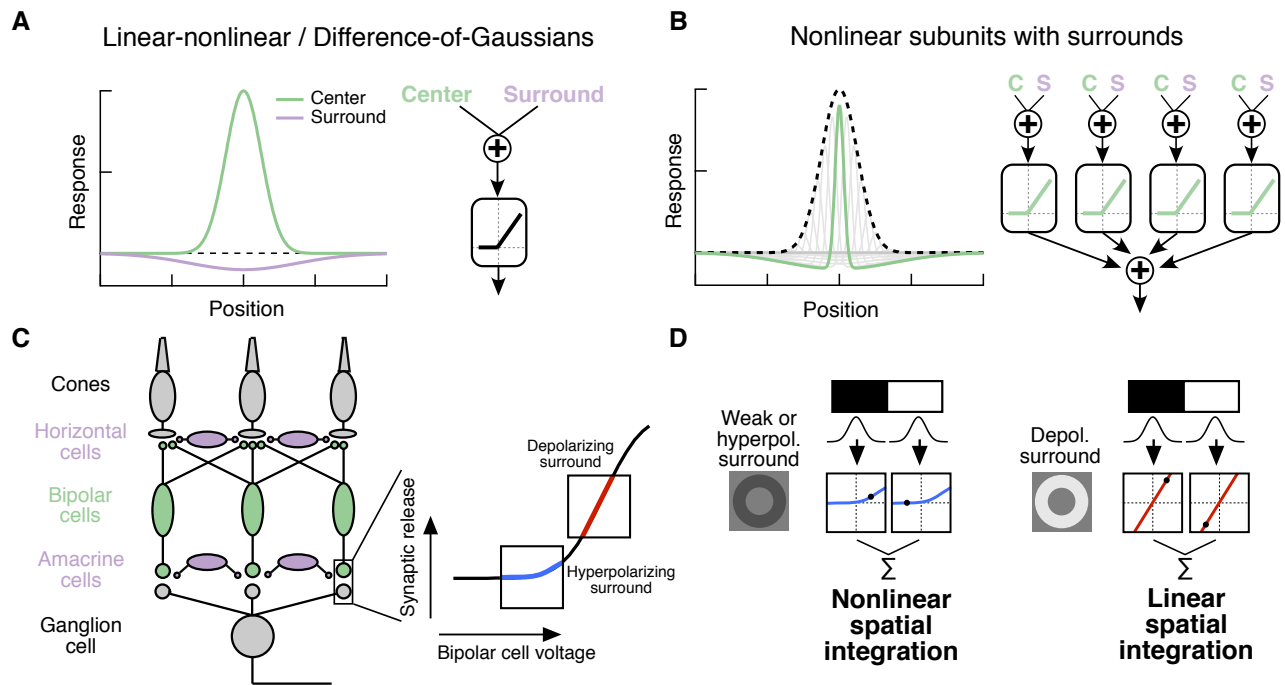 A
Linear-nonlinear / Difference-of-Gaussians
Response
Position
Center
Surround
Center Surround
+
B
Nonlinear subunits with surrounds
Response
Position
C S C S C S C S
+ + + +
+
C
Cones
Horizontal
cells
Bipolar
cells
Amacrine
cells
Ganglion
cell
Synaptic release
Bipolar cell voltage
Depolarizing
surround
Hyperpolarizing
surround
D
Weak or
hyperpol.
surround
Σ
Nonlinear
spatial
integration
Depol.
surround
Σ
Linear
spatial
integration